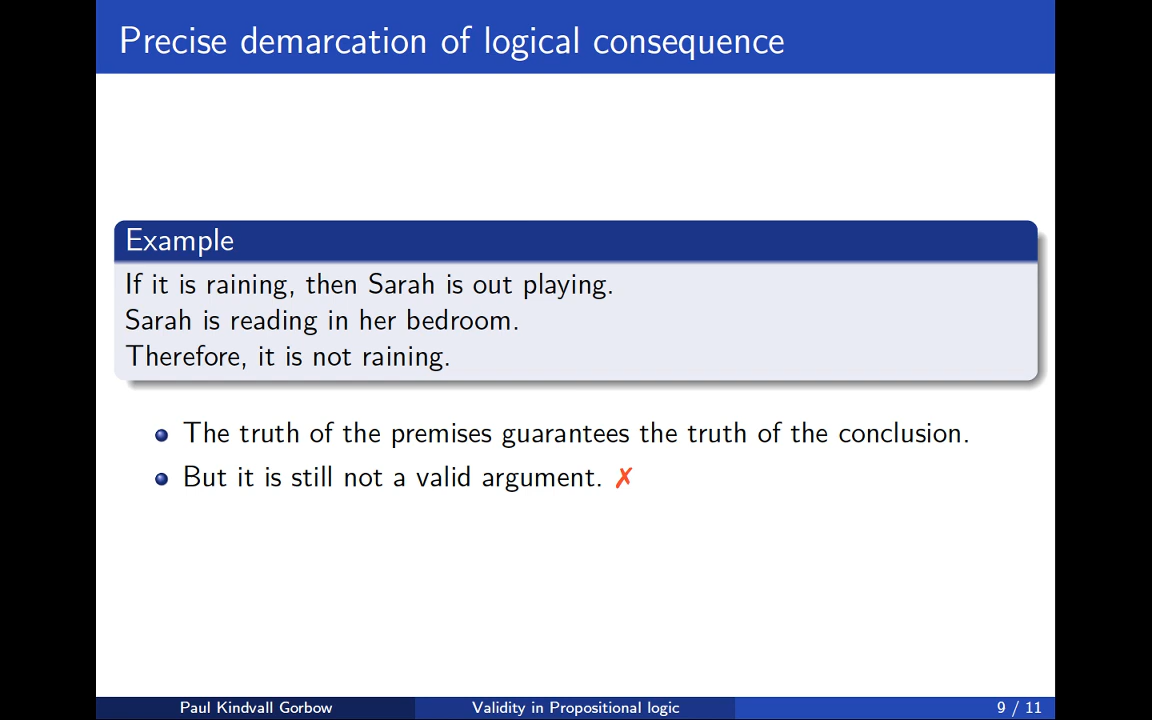 Precise demarcation of logical consequence
Example
If it is raining, then Sarah is out playing.
Sarah is reading in her bedroom.
Therefore, it is not raining.
The truth of the premises guarantees the truth of the conclusion.
But it is still not a valid argument. ✗
Paul Kindvall Gorbow
Validity in Propositional logic
9 / 11